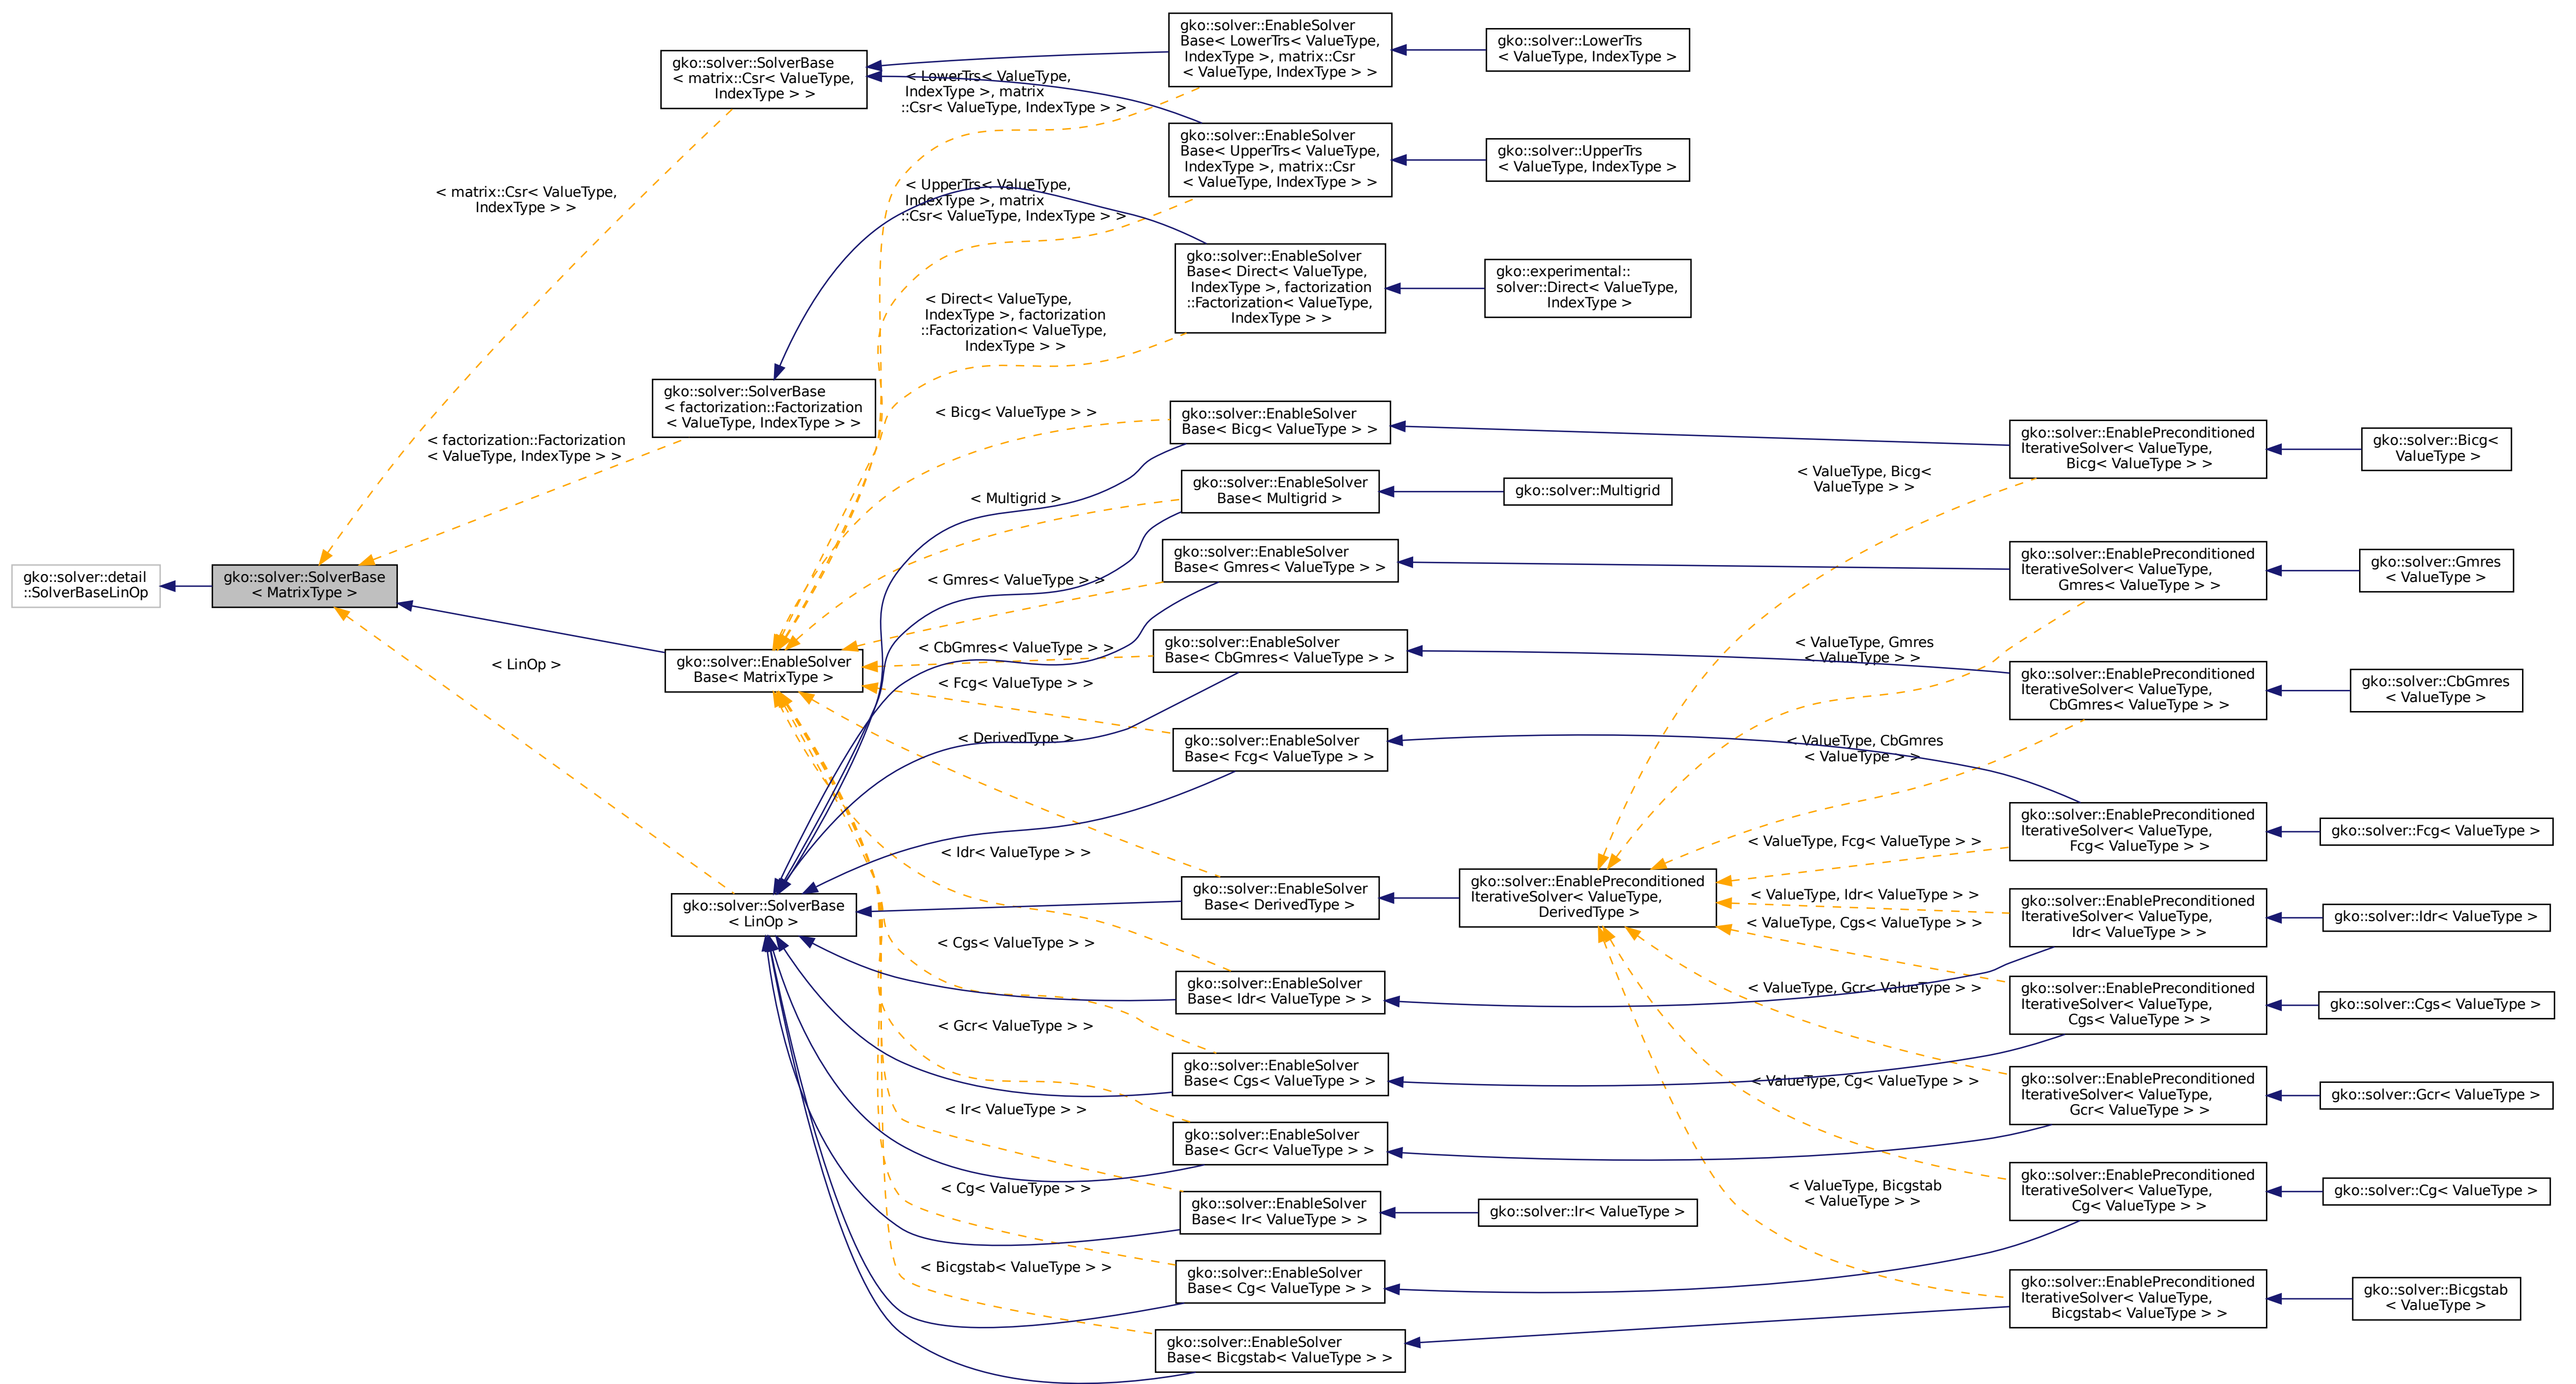 gko::solver::detail
::SolverBaseLinOp
gko::solver::SolverBase
< MatrixType >
< matrix::Csr< ValueType,
IndexType > >
< factorization::Factorization
< ValueType, IndexType > >
< LinOp >
gko::solver::SolverBase
< matrix::Csr< ValueType,
IndexType > >
gko::solver::SolverBase
< factorization::Factorization
< ValueType, IndexType > >
gko::solver::EnableSolver
Base< MatrixType >
gko::solver::SolverBase
< LinOp >
< LowerTrs< ValueType,
IndexType >, matrix
::Csr< ValueType, IndexType > >
< UpperTrs< ValueType,
IndexType >, matrix
::Csr< ValueType, IndexType > >
< Direct< ValueType,
IndexType >, factorization
::Factorization< ValueType,
IndexType > >
< Bicg< ValueType > >
< Multigrid >
< Gmres< ValueType > >
< CbGmres< ValueType > >
< Fcg< ValueType > >
< DerivedType >
< Idr< ValueType > >
< Cgs< ValueType > >
< Gcr< ValueType > >
< Ir< ValueType > >
< Cg< ValueType > >
< Bicgstab< ValueType > >
gko::solver::EnableSolver
Base< LowerTrs< ValueType,
IndexType >, matrix::Csr
< ValueType, IndexType > >
gko::solver::EnableSolver
Base< UpperTrs< ValueType,
IndexType >, matrix::Csr
< ValueType, IndexType > >
gko::solver::EnableSolver
Base< Direct< ValueType,
IndexType >, factorization
::Factorization< ValueType,
IndexType > >
gko::solver::EnableSolver
Base< Bicg< ValueType > >
gko::solver::EnableSolver
Base< Multigrid >
gko::solver::EnableSolver
Base< Gmres< ValueType > >
gko::solver::EnableSolver
Base< CbGmres< ValueType > >
gko::solver::EnableSolver
Base< Fcg< ValueType > >
gko::solver::EnableSolver
Base< DerivedType >
gko::solver::EnableSolver
Base< Idr< ValueType > >
gko::solver::EnableSolver
Base< Cgs< ValueType > >
gko::solver::EnableSolver
Base< Gcr< ValueType > >
gko::solver::EnableSolver
Base< Ir< ValueType > >
gko::solver::EnableSolver
Base< Cg< ValueType > >
gko::solver::EnableSolver
Base< Bicgstab< ValueType > >
gko::solver::LowerTrs
< ValueType, IndexType >
gko::solver::UpperTrs
< ValueType, IndexType >
gko::experimental::
solver::Direct< ValueType,
IndexType >
gko::solver::Multigrid
gko::solver::EnablePreconditioned
IterativeSolver< ValueType,
DerivedType >
gko::solver::Ir< ValueType >
< ValueType, Bicg<
ValueType > >
< ValueType, Gmres
< ValueType > >
< ValueType, CbGmres
< ValueType > >
< ValueType, Fcg< ValueType > >
< ValueType, Idr< ValueType > >
< ValueType, Cgs< ValueType > >
< ValueType, Gcr< ValueType > >
< ValueType, Cg< ValueType > >
< ValueType, Bicgstab
< ValueType > >
gko::solver::EnablePreconditioned
IterativeSolver< ValueType,
Bicg< ValueType > >
gko::solver::EnablePreconditioned
IterativeSolver< ValueType,
Gmres< ValueType > >
gko::solver::EnablePreconditioned
IterativeSolver< ValueType,
CbGmres< ValueType > >
gko::solver::EnablePreconditioned
IterativeSolver< ValueType,
Fcg< ValueType > >
gko::solver::EnablePreconditioned
IterativeSolver< ValueType,
Idr< ValueType > >
gko::solver::EnablePreconditioned
IterativeSolver< ValueType,
Cgs< ValueType > >
gko::solver::EnablePreconditioned
IterativeSolver< ValueType,
Gcr< ValueType > >
gko::solver::EnablePreconditioned
IterativeSolver< ValueType,
Cg< ValueType > >
gko::solver::EnablePreconditioned
IterativeSolver< ValueType,
Bicgstab< ValueType > >
gko::solver::Bicg<
ValueType >
gko::solver::Gmres
< ValueType >
gko::solver::CbGmres
< ValueType >
gko::solver::Fcg< ValueType >
gko::solver::Idr< ValueType >
gko::solver::Cgs< ValueType >
gko::solver::Gcr< ValueType >
gko::solver::Cg< ValueType >
gko::solver::Bicgstab
< ValueType >